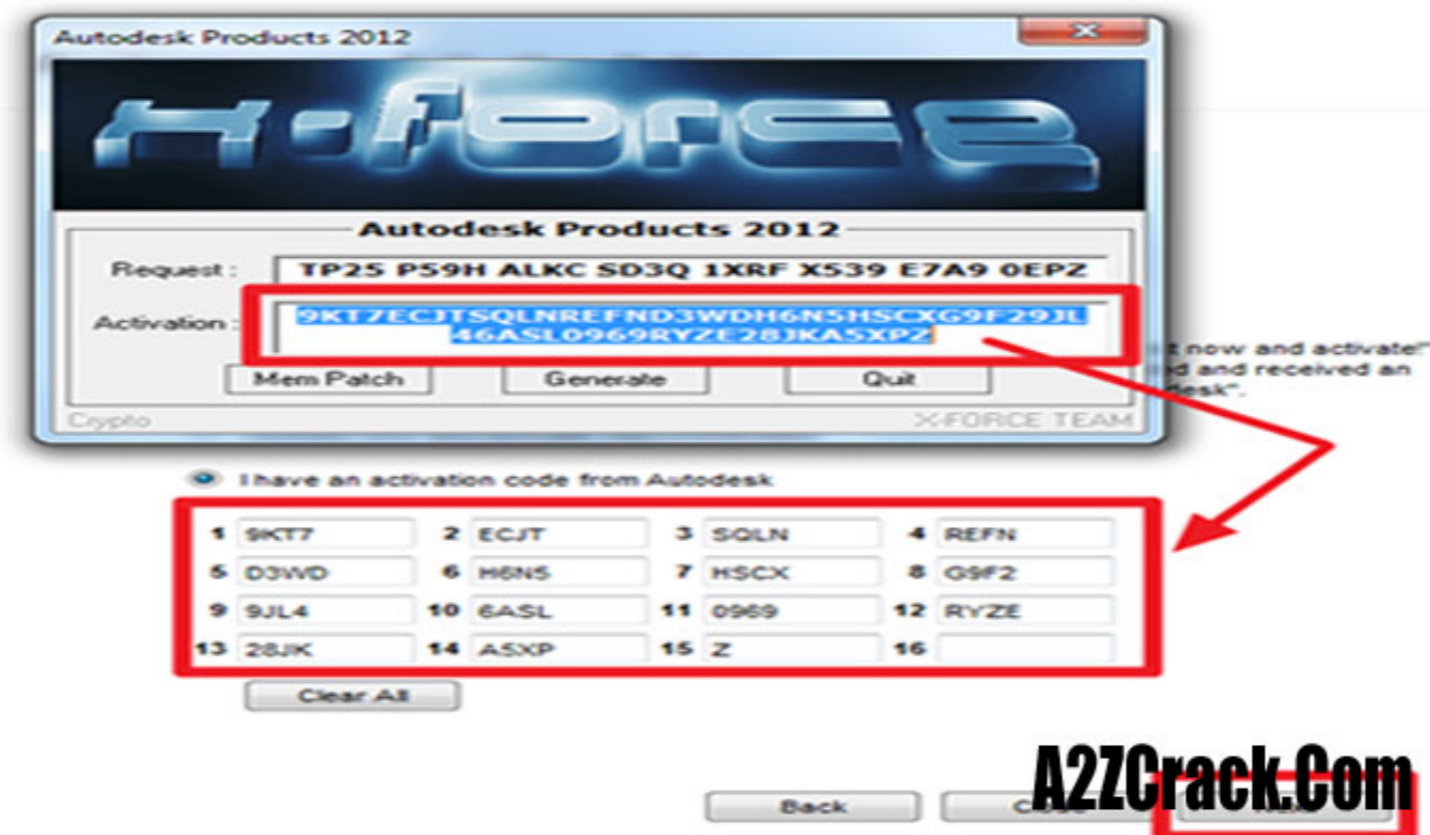 Autodesk Products 2012
X-force
Autodesk Products 2012
Request : TP25 PS9H ALKC SD3Q 1XRF X539 E7A9 0EPZ
Activation : 9KT7ECJTSQLNREFND3WDH6N5HSCXG9F29JL
46ASL0969RYZE28JKA5XPZ
Mem Patch Generate Quit
Crypto X-FORCE TEAM
now and activate!"
and received an
desk".
I have an activation code from Autodesk
1 9KT7 2 ECJT 3 SQLN 4 REFN
5 D3WD 6 H6N5 7 HSCX 8 G9F2
9 9JL4 10 6ASL 11 0969 12 RYZE
13 28JK 14 A5XP 15 Z 16
Clear All
A2ZCrack.Com
Back